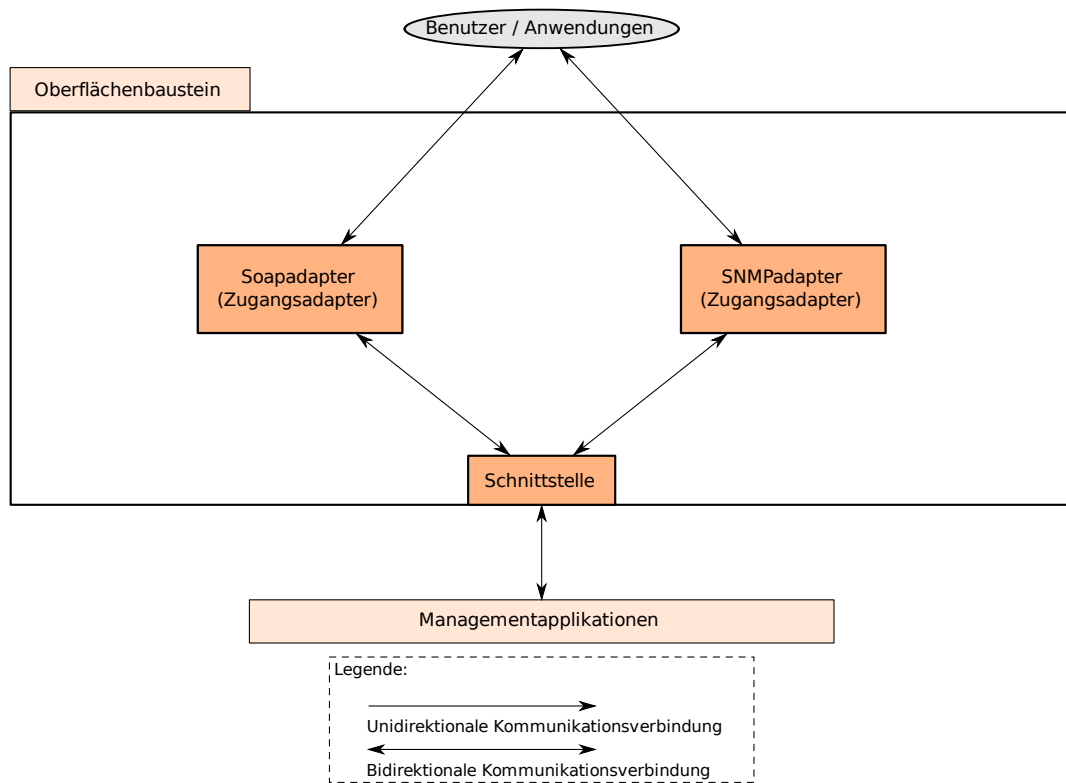 Benutzer / Anwendungen
Oberflächenbaustein
Soapadapter
(Zugangsadapter)
SNMPadapter
(Zugangsadapter)
Schnittstelle
Managementapplikationen
Legende:
Unidirektionale Kommunikationsverbindung
Bidirektionale Kommunikationsverbindung